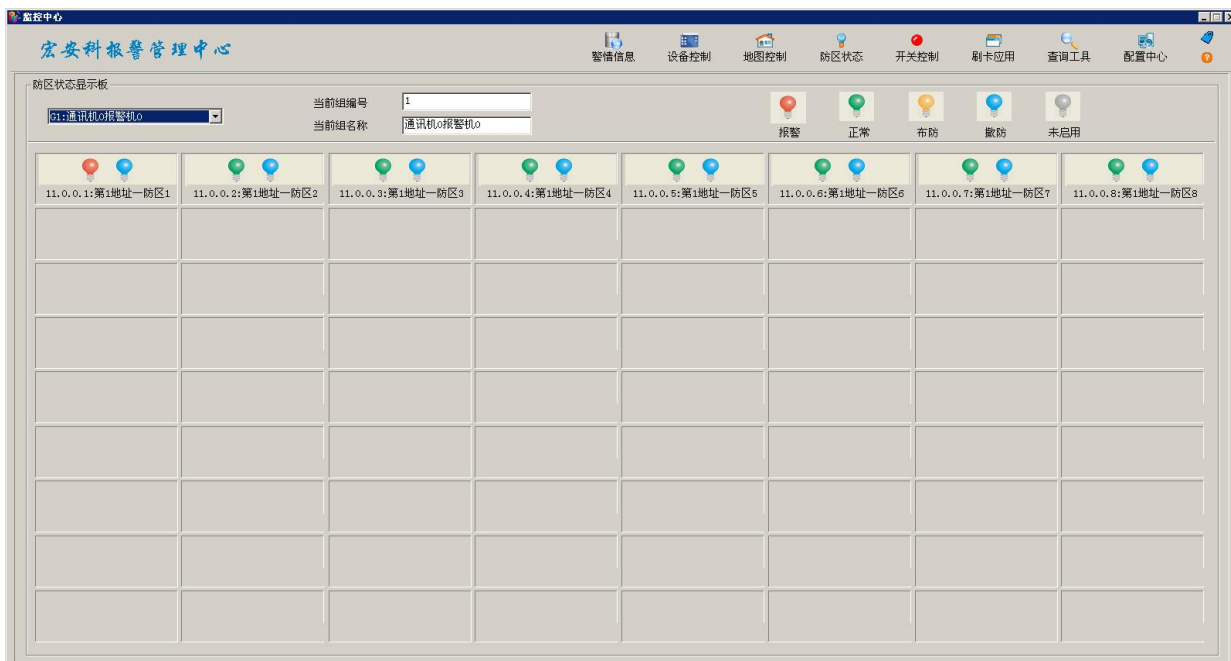 监控中心
宏安科报警管理中心
警情信息 设备控制 地图控制 防区状态 开关控制 刷卡应用 查询工具 配置中心
防区状态显示板
G1:通讯机0报警机0
当前组编号 1
当前组名称 通讯机0报警机0
报警 正常 布防 撤防 未启用
11.0.0.1:第1地址一防区1 11.0.0.2:第1地址一防区2 11.0.0.3:第1地址一防区3 11.0.0.4:第1地址一防区4 11.0.0.5:第1地址一防区5 11.0.0.6:第1地址一防区6 11.0.0.7:第1地址一防区7 11.0.0.8:第1地址一防区8